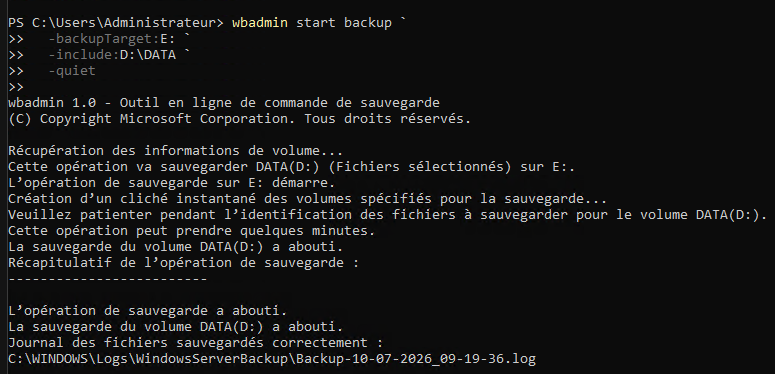 PS C:\Users\Administrateur> wbadmin start backup `
>>   -backupTarget:E: `
>>   -include:D:\DATA `
>>   -quiet
>>
wbadmin 1.0 - Outil en ligne de commande de sauvegarde
(C) Copyright Microsoft Corporation. Tous droits réservés.
Récupération des informations de volume...
Cette opération va sauvegarder DATA(D:) (Fichiers sélectionnés) sur E:.
L’opération de sauvegarde sur E: démarre.
Création d’un cliché instantané des volumes spécifiés pour la sauvegarde...
Veuillez patienter pendant l’identification des fichiers à sauvegarder pour le volume DATA(D:).
Cette opération peut prendre quelques minutes.
La sauvegarde du volume DATA(D:) a abouti.
Récapitulatif de l’opération de sauvegarde :
-------------------------
L’opération de sauvegarde a abouti.
La sauvegarde du volume DATA(D:) a abouti.
Journal des fichiers sauvegardés correctement :
C:\WINDOWS\Logs\WindowsServerBackup\Backup-10-07-2026_09-19-36.log